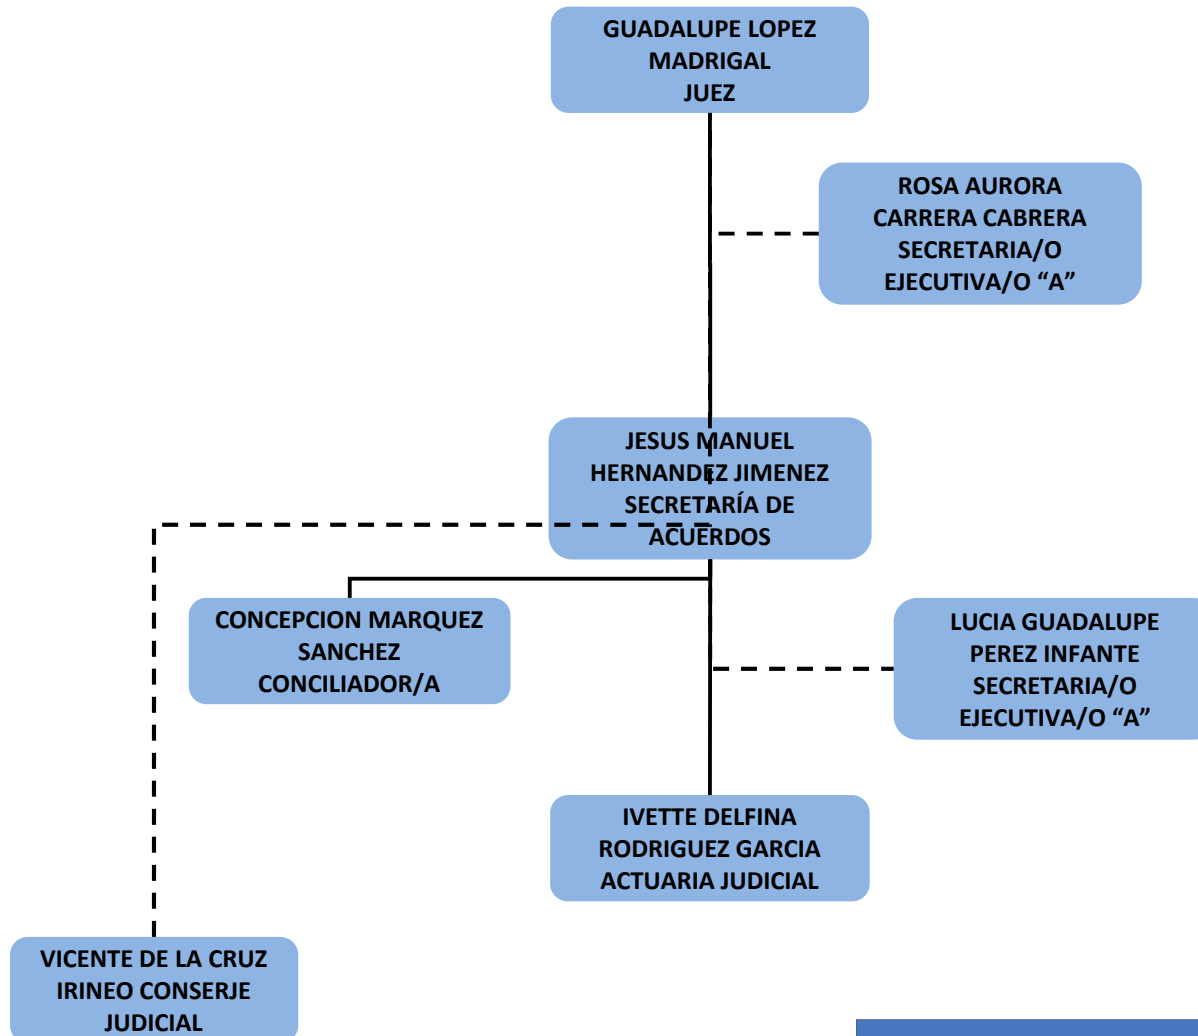 GUADALUPE LOPEZ
MADRIGAL
JUEZ
ROSA AURORA
CARRERA CABRERA
SECRETARIA/O
EJECUTIVA/O “A”
JESUS MANUEL
HERNANDEZ JIMENEZ
SECRETARÍA DE
ACUERDOS
CONCEPCION MARQUEZ
SANCHEZ
CONCILIADOR/A
LUCIA GUADALUPE
PEREZ INFANTE
SECRETARIA/O
EJECUTIVA/O “A”
IVETTE DELFINA
RODRIGUEZ GARCIA
ACTUARIA JUDICIAL
VICENTE DE LA CRUZ
IRINEO CONSERJE
JUDICIAL